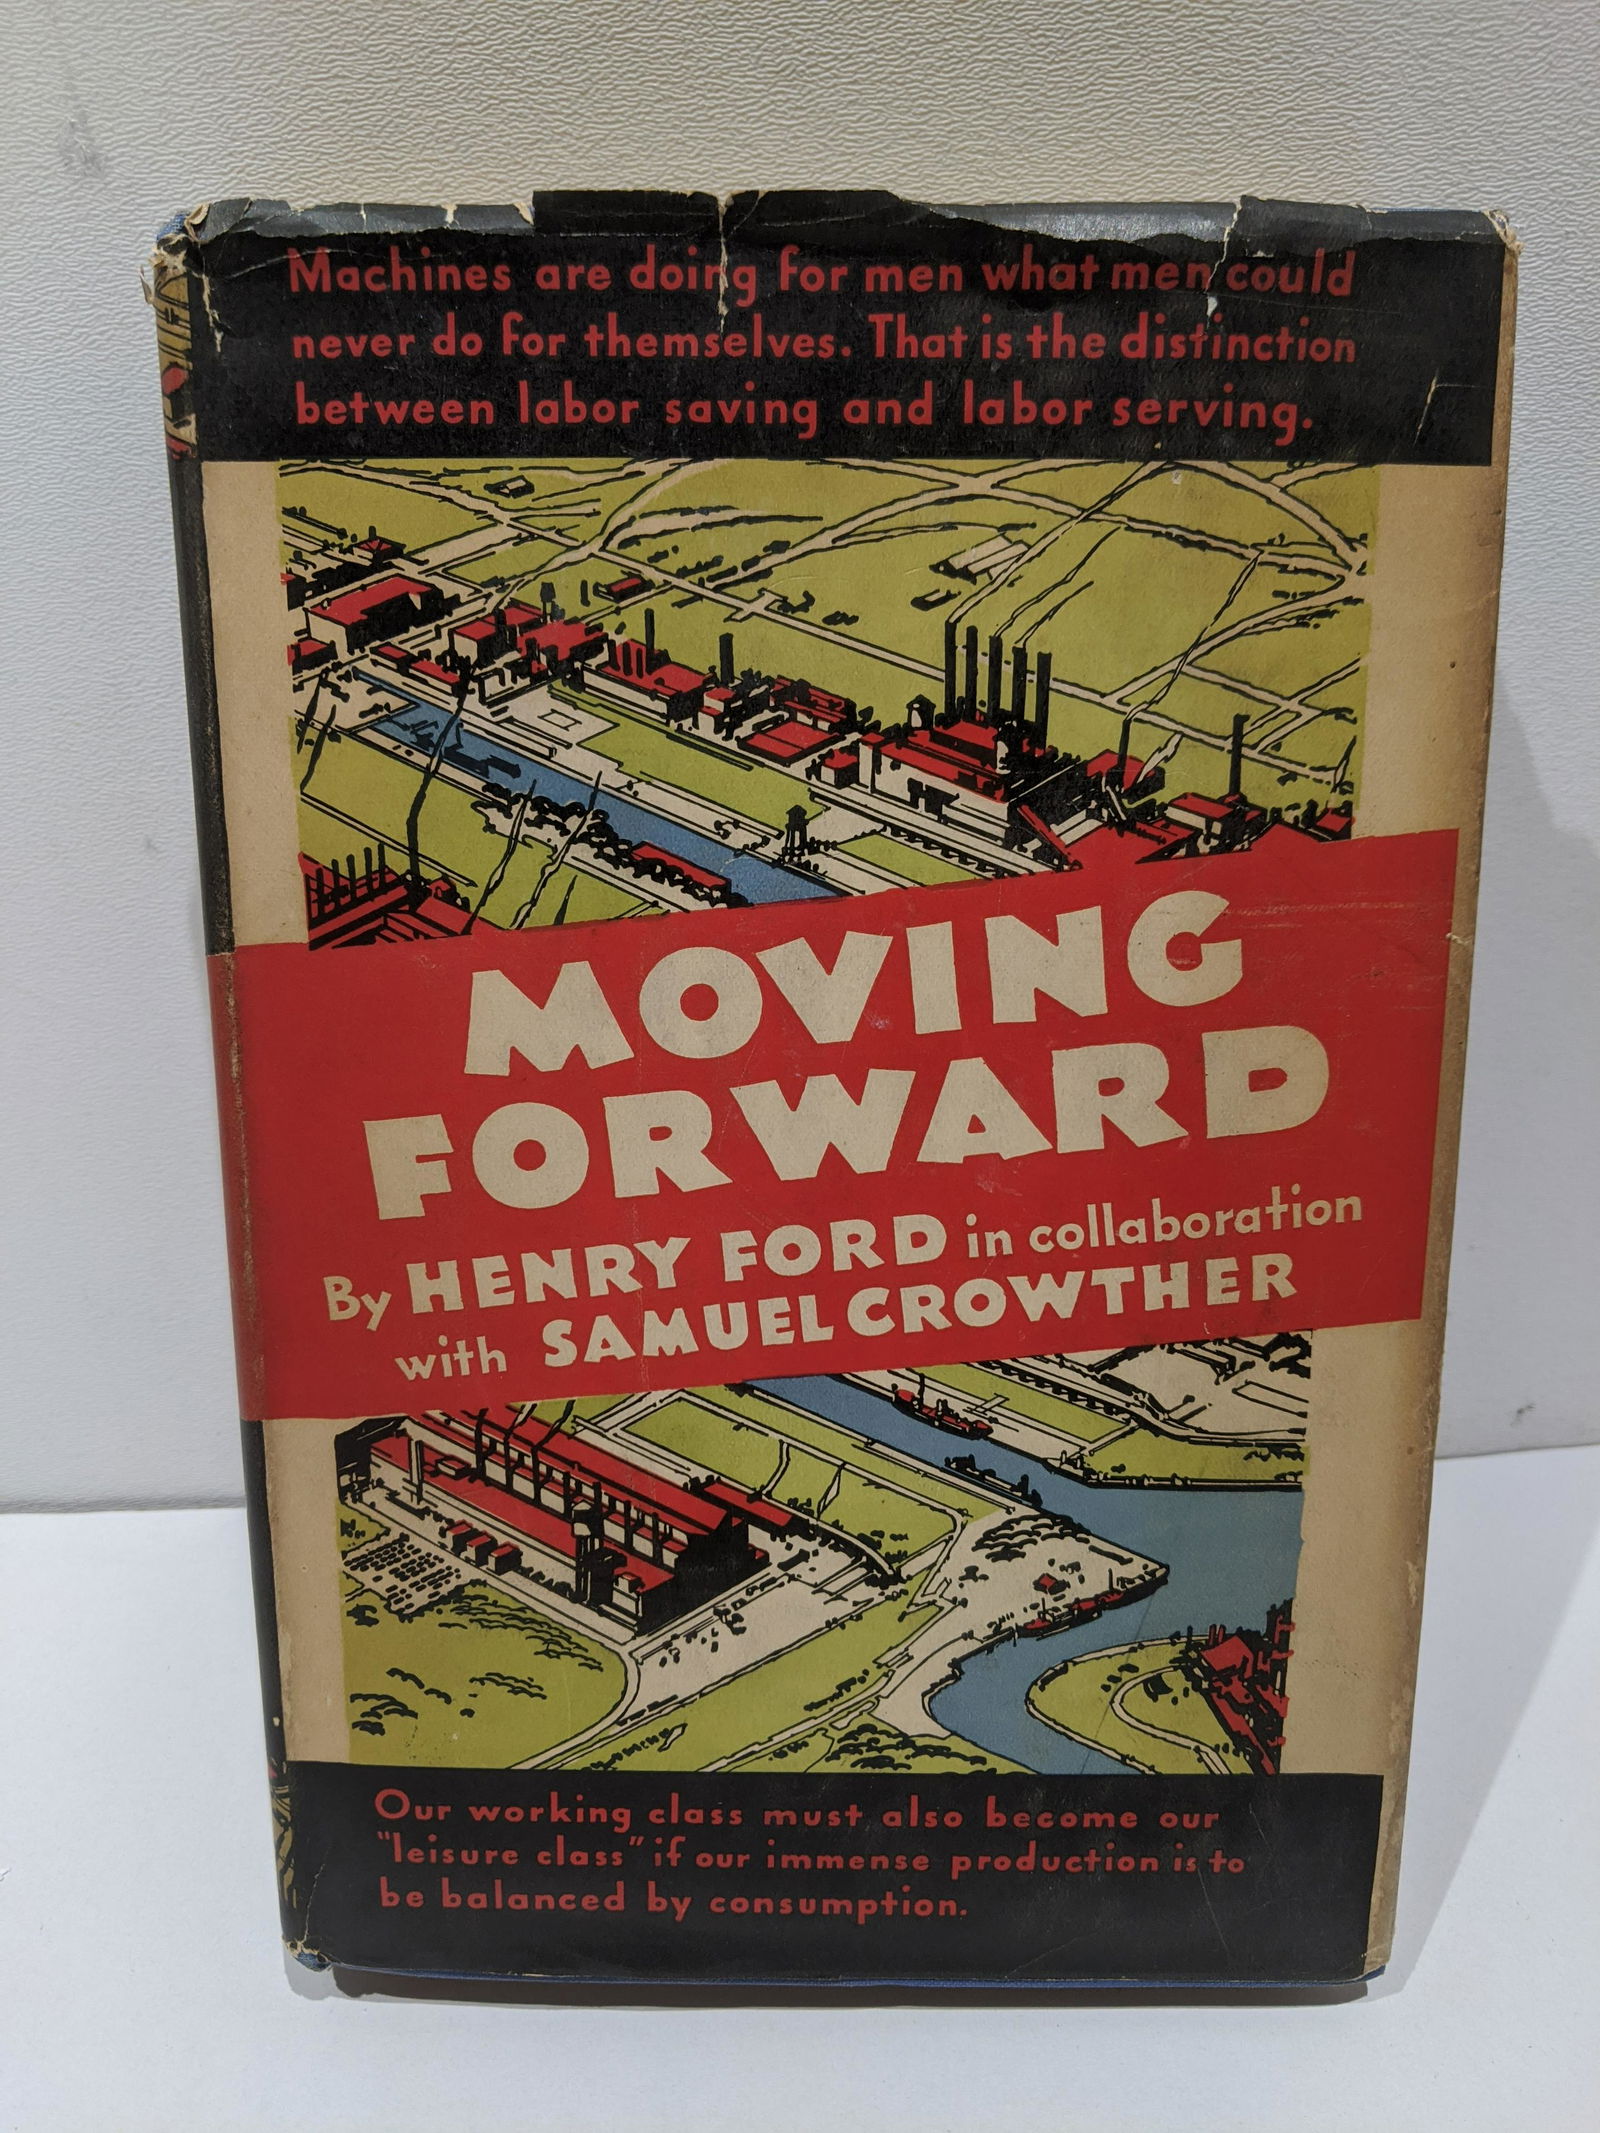 Machines are doing for men what men could
never do for themselves. That is the distinction
between labor saving and labor serving.
MOVING
FORWARD
By HENRY FORD in collaboration
with SAMUEL CROWTHER
Our working class must also become our
"leisure class" if our immense production is to
be balanced by consumption.